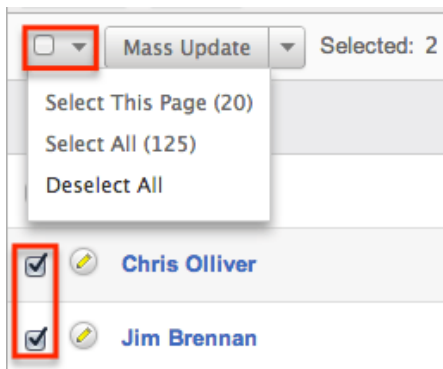 Mass Update Selected: 2
Select This Page (20)
Select All (125)
Deselect All
Chris Olliver
Jim Brennan